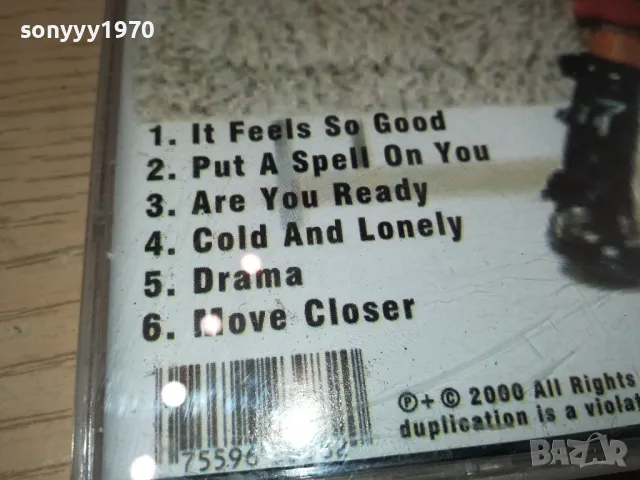 sonyyy1970
1. It Feels So Good
2. Put A Spell On You
3. Are You Ready
4. Cold And Lonely
5. Drama
6. Move Closer
℗ + © 2000 All Rights
duplication is a
75596
BAZAR